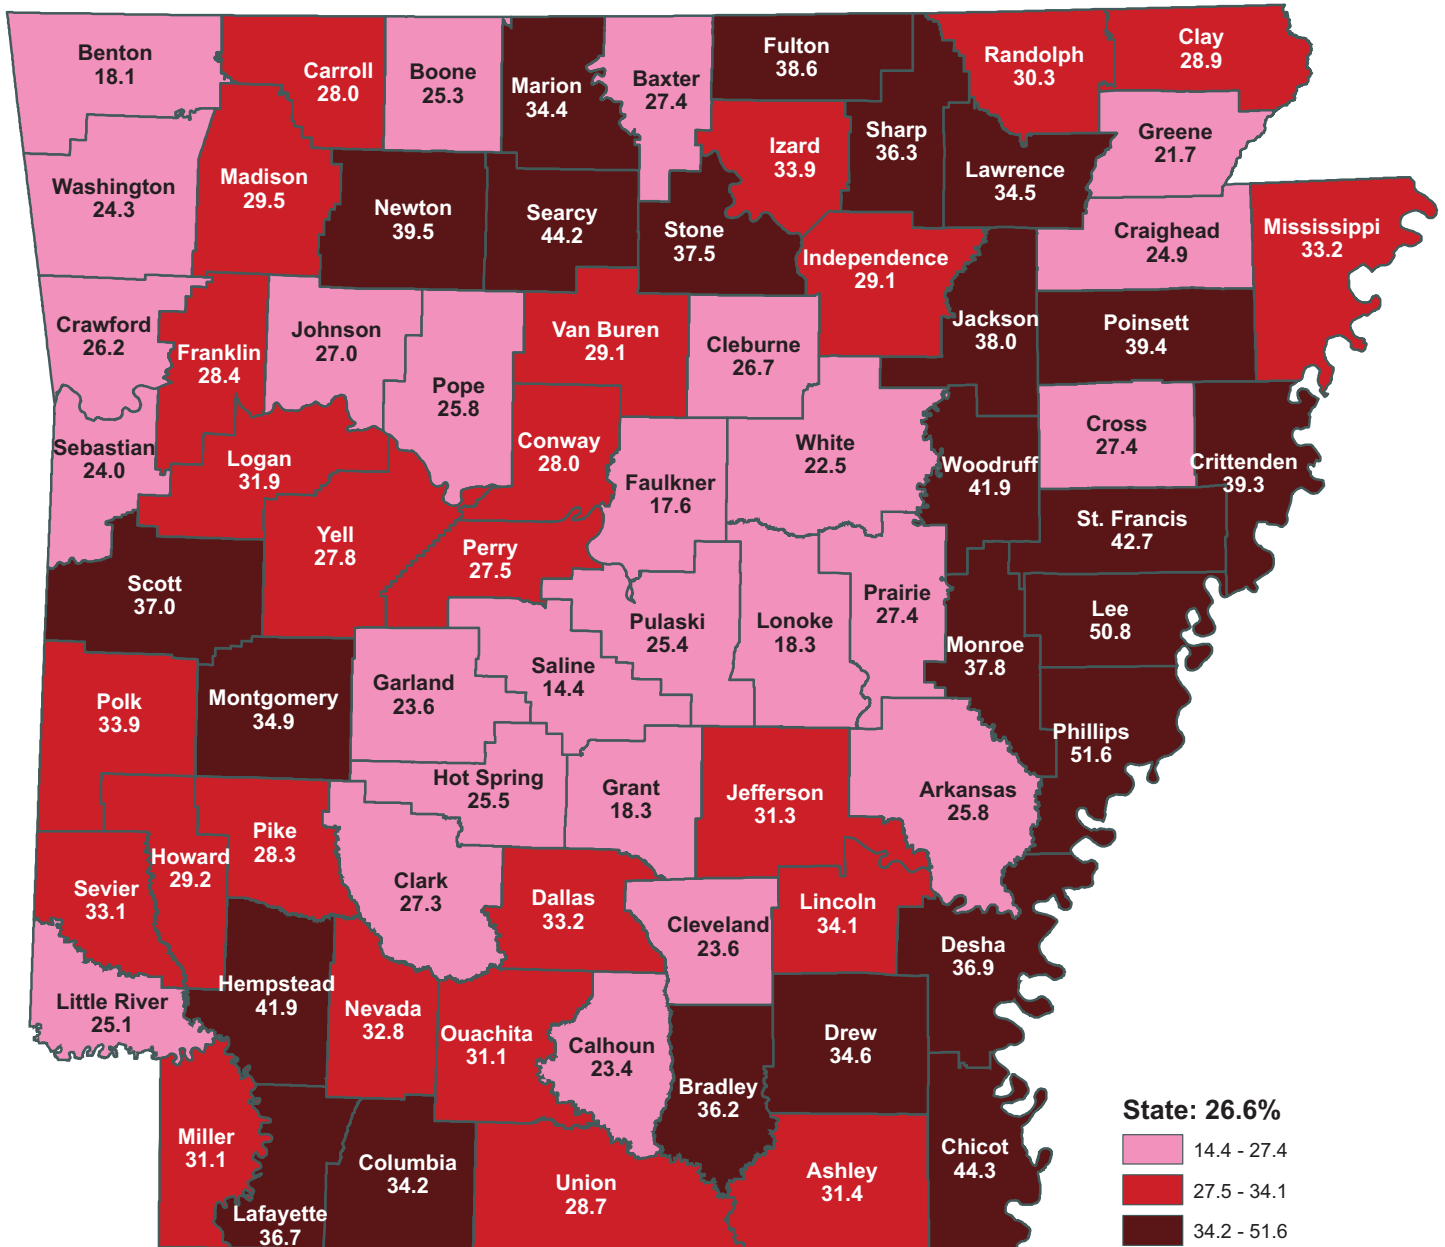 Benton
18.1
Carroll
28.0
Boone
25.3
Marion
34.4
Baxter
27.4
Fulton
38.6
Randolph
30.3
Clay
28.9
Sharp
36.3
Izard
33.9
Greene
21.7
Lawrence
34.5
Washington
24.3
Madison
29.5
Newton
39.5
Searcy
44.2
Stone
37.5
Independence
29.1
Craighead
24.9
Mississippi
33.2
Crawford
26.2
Franklin
28.4
Johnson
27.0
Pope
25.8
Van Buren
29.1
Cleburne
26.7
Jackson
38.0
Poinsett
39.4
Sebastian
24.0
Logan
31.9
Conway
28.0
Faulkner
17.6
White
22.5
Woodruff
41.9
Cross
27.4
Crittenden
39.3
St. Francis
42.7
Scott
37.0
Yell
27.8
Perry
27.5
Pulaski
25.4
Lonoke
18.3
Prairie
27.4
Monroe
37.8
Lee
50.8
Polk
33.9
Montgomery
34.9
Garland
23.6
Saline
14.4
Phillips
51.6
Hot Spring
25.5
Grant
18.3
Jefferson
31.3
Arkansas
25.8
Sevier
33.1
Howard
29.2
Pike
28.3
Clark
27.3
Dallas
33.2
Cleveland
23.6
Lincoln
34.1
Desha
36.9
Little River
25.1
Hempstead
41.9
Nevada
32.8
Ouachita
31.1
Calhoun
23.4
Bradley
36.2
Drew
34.6
Miller
31.1
Lafayette
36.7
Columbia
34.2
Union
28.7
Ashley
31.4
Chicot
44.3
State: 26.6%
14.4 - 27.4
27.5 - 34.1
34.2 - 51.6